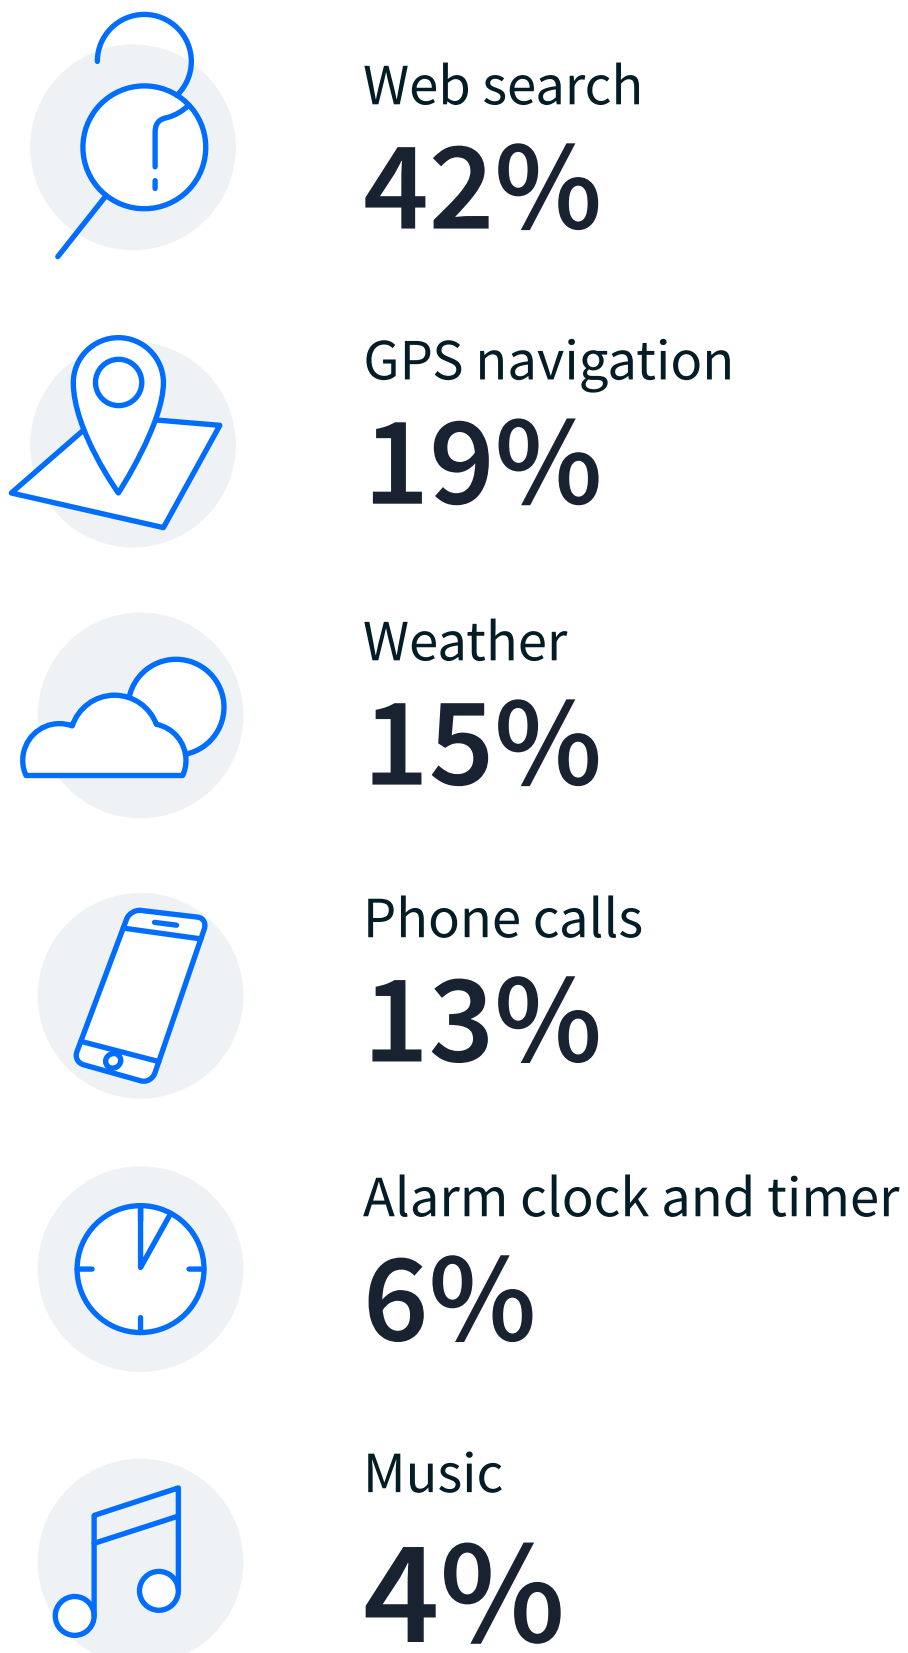 Web search
42%
GPS navigation
19%
Weather
15%
Phone calls
13%
Alarm clock and timer
6%
Music
4%